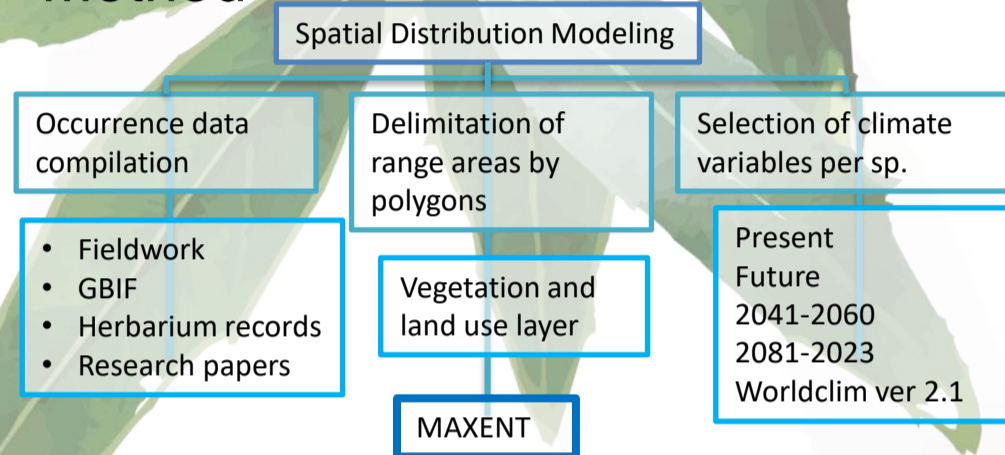 Spatial Distribution Modeling
Occurrence data
compilation
Delimitation of
range areas by
polygons
Selection of climate
variables per sp.
• Fieldwork
• GBIF
• Herbarium records
• Research papers
Vegetation and
land use layer
Present
Future
2041-2060
2081-2023
Worldclim ver 2.1
MAXENT